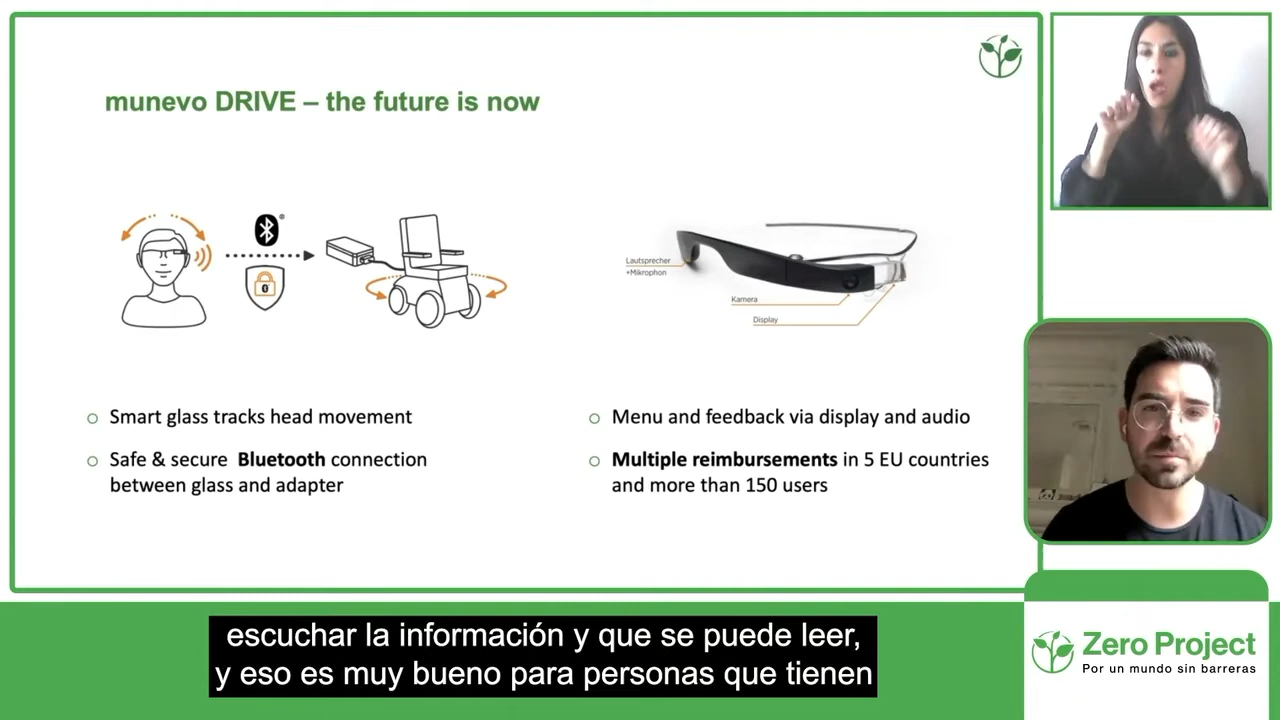 munevo DRIVE – the future is now
Lautsprecher
+Mikrophon
Kamera
Display
○ Smart glass tracks head movement
○ Safe & secure Bluetooth connection
between glass and adapter
○ Menu and feedback via display and audio
○ Multiple reimbursements in 5 EU countries
and more than 150 users
escuchar la información y que se puede leer,
y eso es muy bueno para personas que tienen
Zero Project
Por un mundo sin barreras